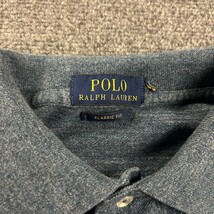 POLO
RALPH LAUREN
CLASSIC FIT